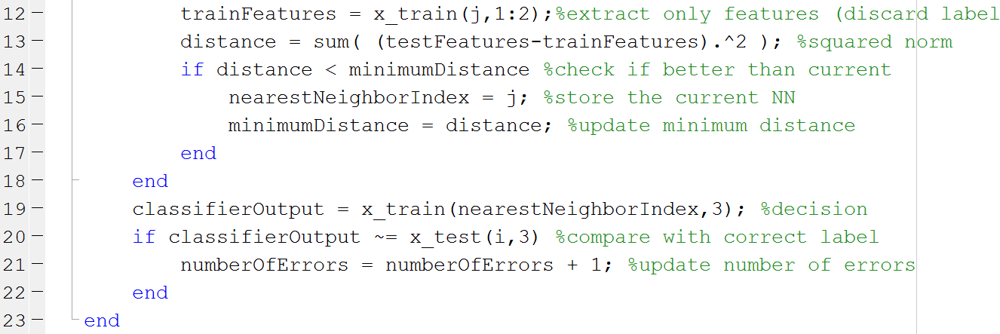 12 trainFeatures = x_train(j,1:2);%extract only features (discard label
13 distance = sum( (testFeatures-trainFeatures).^2 ); %squared norm
14 if distance < minimumDistance %check if better than current
15 nearestNeighborIndex = j; %store the current NN
16 minimumDistance = distance; %update minimum distance
17 end
18 end
19 classifierOutput = x_train(nearestNeighborIndex,3); %decision
20 if classifierOutput ~= x_test(i,3) %compare with correct label
21 numberOfErrors = numberOfErrors + 1; %update number of errors
22 end
23 end